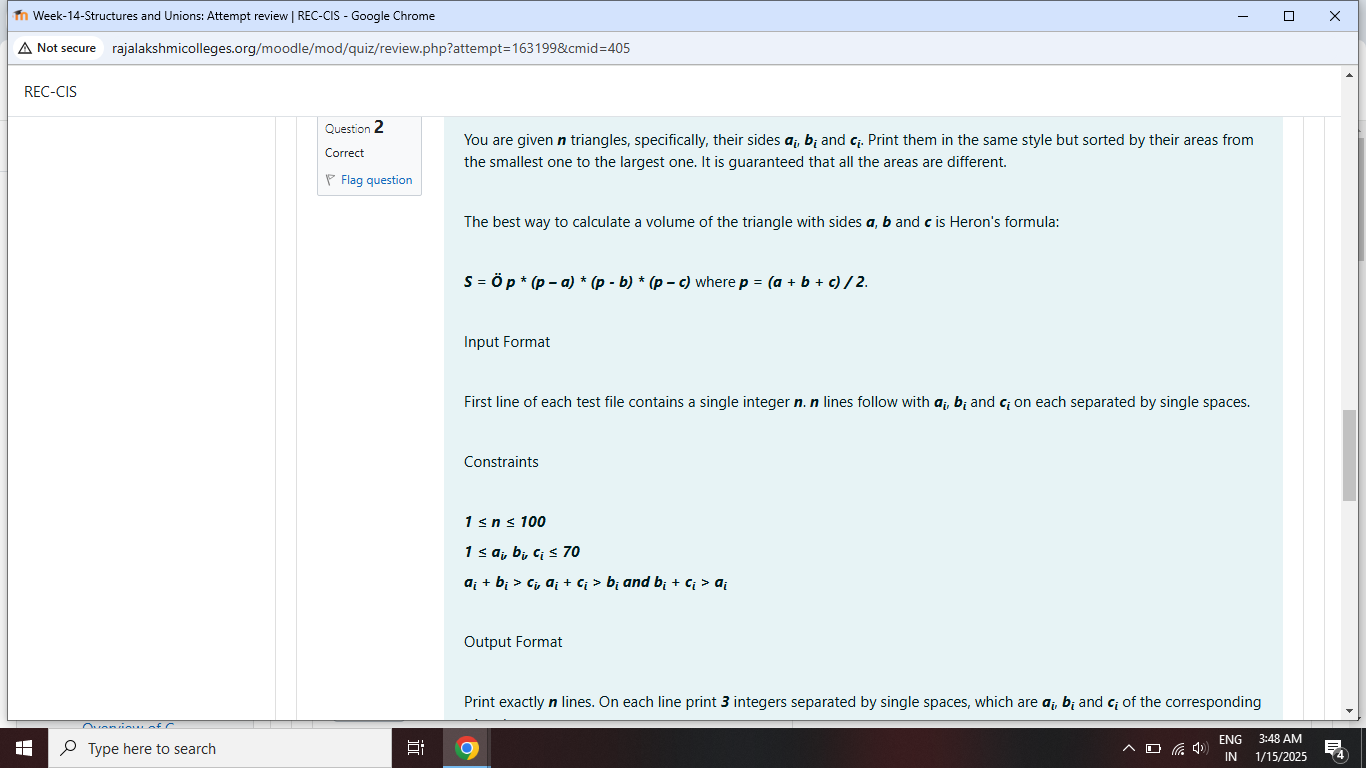 Week-14-Structures and Unions: Attempt review | REC-CIS - Google Chrome
Not secure rajalakshmicolleges.org/moodle/mod/quiz/review.php?attempt=163199&cmid=405
REC-CIS
Question 2
Correct
Flag question
You are given n triangles, specifically, their sides aᵢ, bᵢ and cᵢ. Print them in the same style but sorted by their areas from
the smallest one to the largest one. It is guaranteed that all the areas are different.
The best way to calculate a volume of the triangle with sides a, b and c is Heron's formula:
S = Ö p * (p – a) * (p - b) * (p – c) where p = (a + b + c) / 2.
Input Format
First line of each test file contains a single integer n. n lines follow with aᵢ, bᵢ and cᵢ on each separated by single spaces.
Constraints
1 ≤ n ≤ 100
1 ≤ aᵢ, bᵢ, cᵢ ≤ 70
aᵢ + bᵢ > cᵢ, aᵢ + cᵢ > bᵢ and bᵢ + cᵢ > aᵢ
Output Format
Print exactly n lines. On each line print 3 integers separated by single spaces, which are aᵢ, bᵢ and cᵢ of the corresponding
Overview of C
Type here to search
ENG
IN
3:48 AM
1/15/2025
4